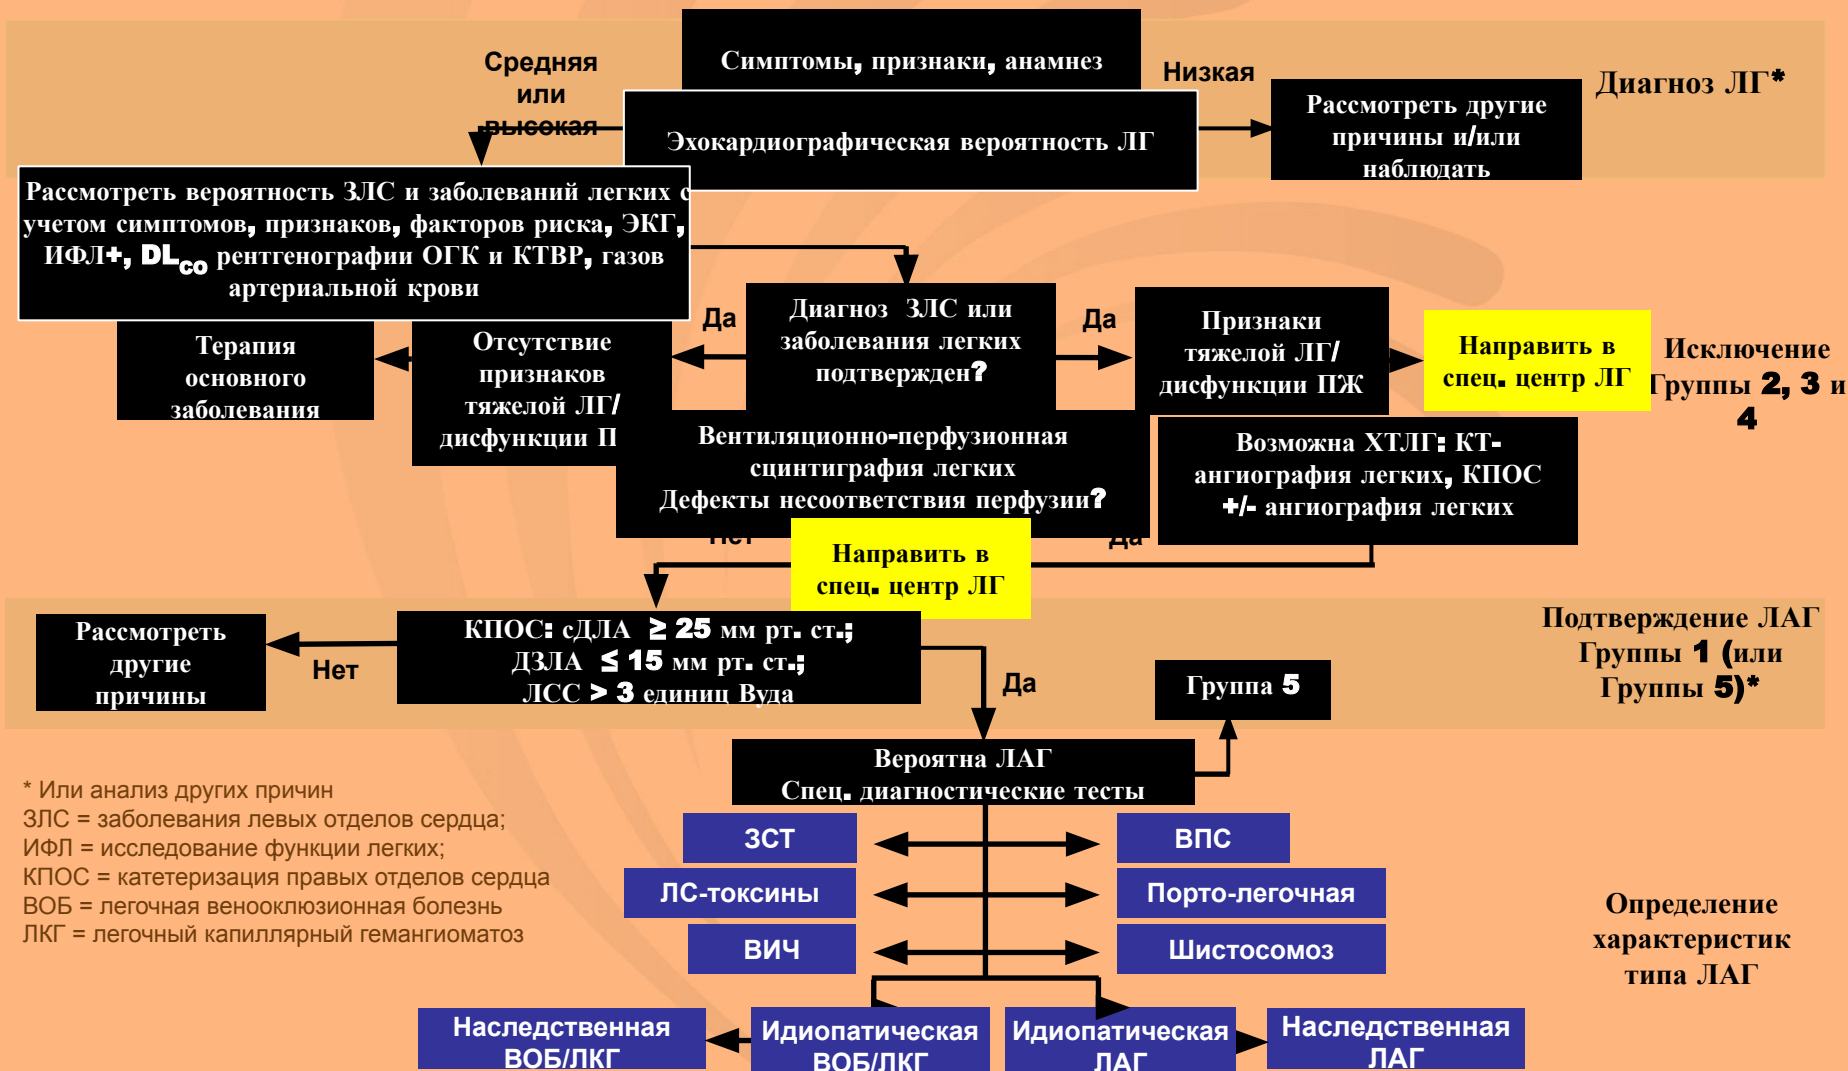 Симптомы, признаки, анамнез
Средняя
или
высокая
Низкая
Диагноз ЛГ*
Эхокардиографическая вероятность ЛГ
Рассмотреть другие
причины и/или
наблюдать
Рассмотреть вероятность ЗЛС и заболеваний легких с
учетом симптомов, признаков, факторов риска, ЭКГ,
ИФЛ+, DLCO рентгенографии ОГК и КТВР, газов
артериальной крови
Терапия
основного
заболевания
Отсутствие
признаков
тяжелой ЛГ/
дисфункции П
Да
Диагноз ЗЛС или
заболевания легких
подтвержден?
Да
Признаки
тяжелой ЛГ/
дисфункции ПЖ
Направить в
спец. центр ЛГ
Исключение
Группы 2, 3 и
4
Вентиляционно-перфузионная
сцинтиграфия легких
Дефекты несоответствия перфузии?
Возможна ХТЛГ: КТ-
ангиография легких, КПОС
+/- ангиография легких
Нет
Направить в
спец. центр ЛГ
Да
Рассмотреть
другие
причины
Нет
КПОС: сДЛА ≥ 25 мм рт. ст.;
ДЗЛА ≤ 15 мм рт. ст.;
ЛСС > 3 единиц Вуда
Да
Группа 5
Подтверждение ЛАГ
Группы 1 (или
Группы 5)*
Вероятна ЛАГ
Спец. диагностические тесты
* Или анализ других причин
ЗЛС = заболевания левых отделов сердца;
ИФЛ = исследование функции легких;
КПОС = катетеризация правых отделов сердца
ВОБ = легочная венооклюзионная болезнь
ЛКГ = легочный капиллярный гемангиоматоз
ЗСТ
ВПС
ЛС-токсины
Порто-легочная
ВИЧ
Шистосомоз
Определение
характеристик
типа ЛАГ
Наследственная
ВОБ/ЛКГ
Идиопатическая
ВОБ/ЛКГ
Идиопатическая
ЛАГ
Наследственная
ЛАГ